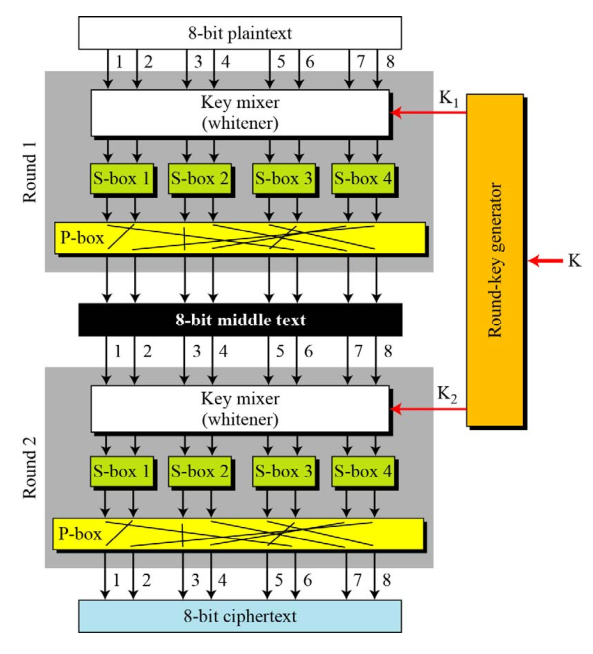 8-bit plaintext
1 2 3 4 5 6 7 8
Round 1
Key mixer
(whitener)
K1
S-box 1 S-box 2 S-box 3 S-box 4
P-box
Round-key generator
K
8-bit middle text
1 2 3 4 5 6 7 8
Round 2
Key mixer
(whitener)
K2
S-box 1 S-box 2 S-box 3 S-box 4
P-box
1 2 3 4 5 6 7 8
8-bit ciphertext